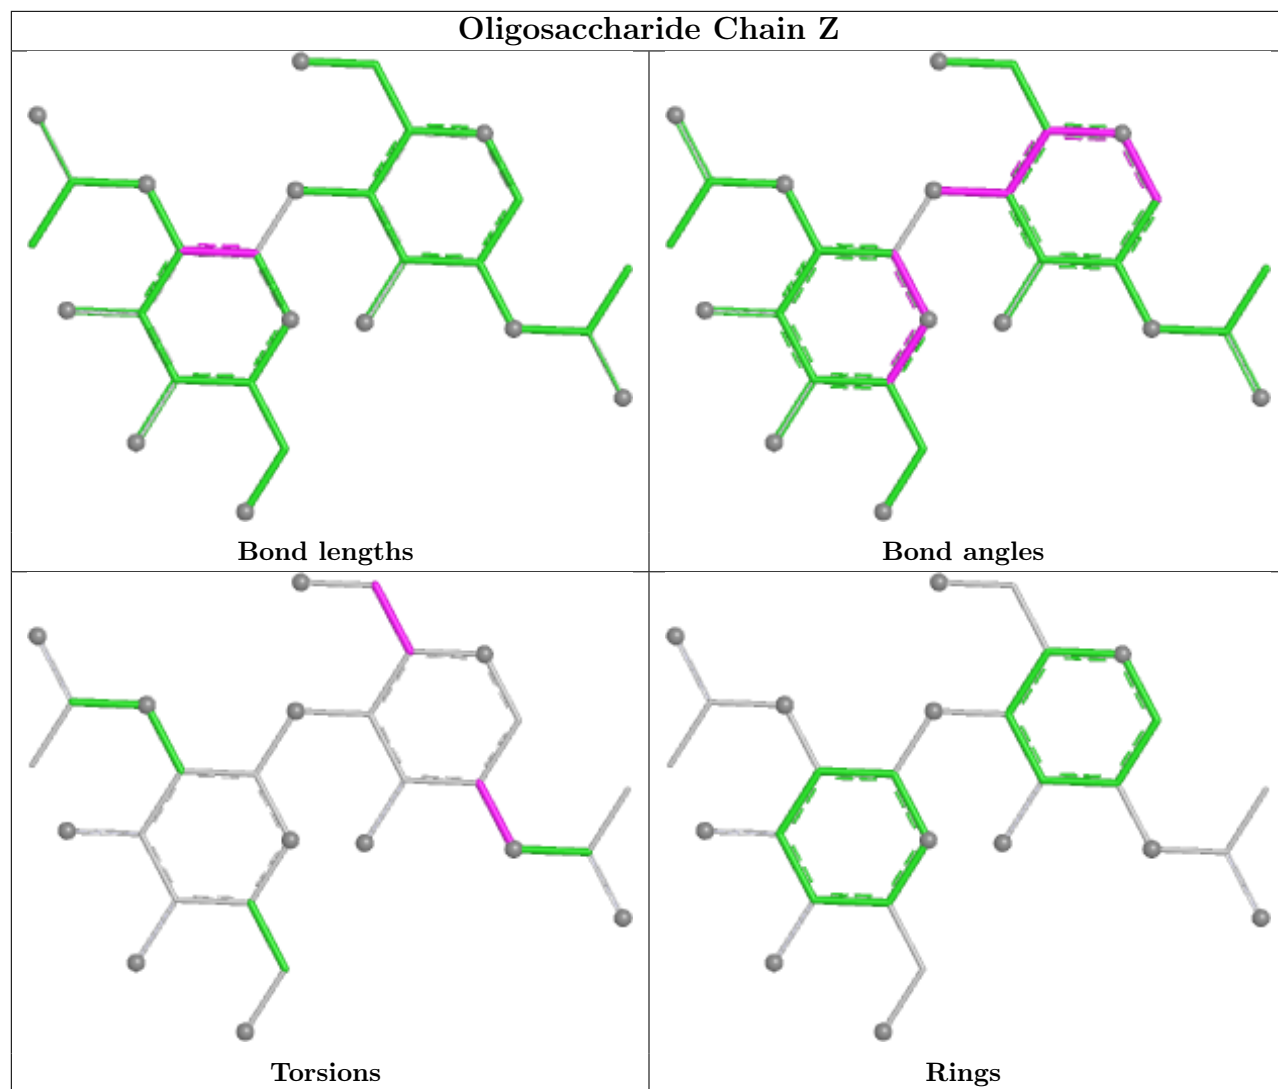 Oligosaccharide Chain Z
Bond lengths
Bond angles
Torsions
Rings